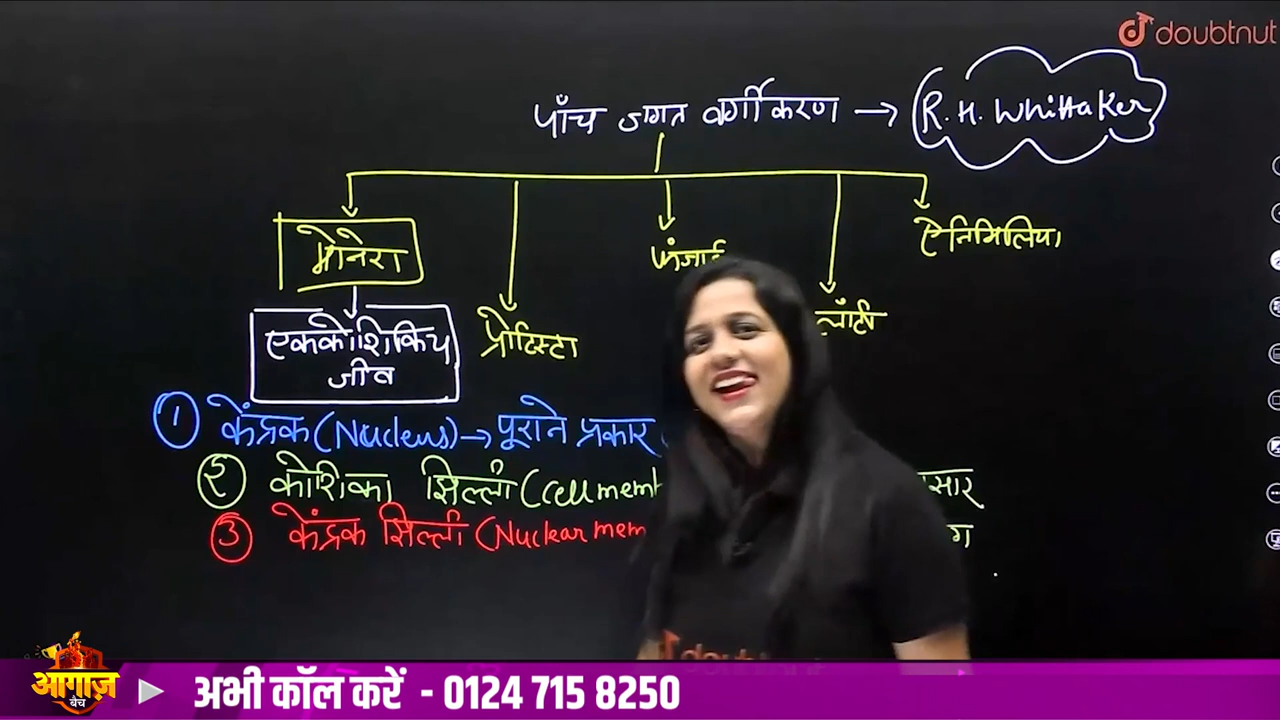 doubtnut
पाँच जगत वर्गीकरण → R. H. Whittaker
मोनेरा
फंजाई
ऐनिमिलिया
एककोशिकिय
जीव
प्रोटिस्टा
लांटी
① केंद्रक (Nucleus) → पूराने प्रकार
② कोशिका झिल्ली (cell memb
सार
③ केंद्रक झिल्ली (Nuclear mem
ग
doubtnut
आगाज़
बैच
अभी कॉल करें - 0124 715 8250